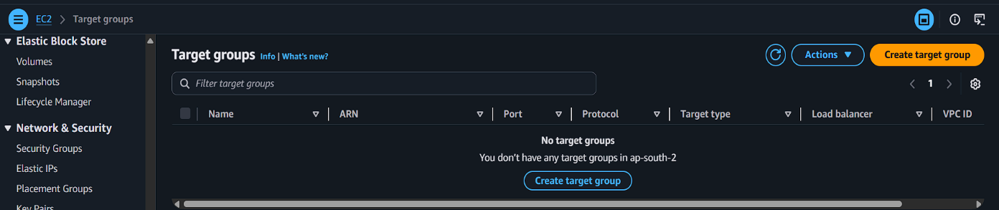 EC2 > Target groups
Elastic Block Store
Volumes
Snapshots
Lifecycle Manager
Network & Security
Security Groups
Elastic IPs
Placement Groups
Key Pairs
Target groups Info | What's new?
Actions
Create target group
Filter target groups
1
Name ARN Port Protocol Target type Load balancer VPC ID
No target groups
You don't have any target groups in ap-south-2
Create target group